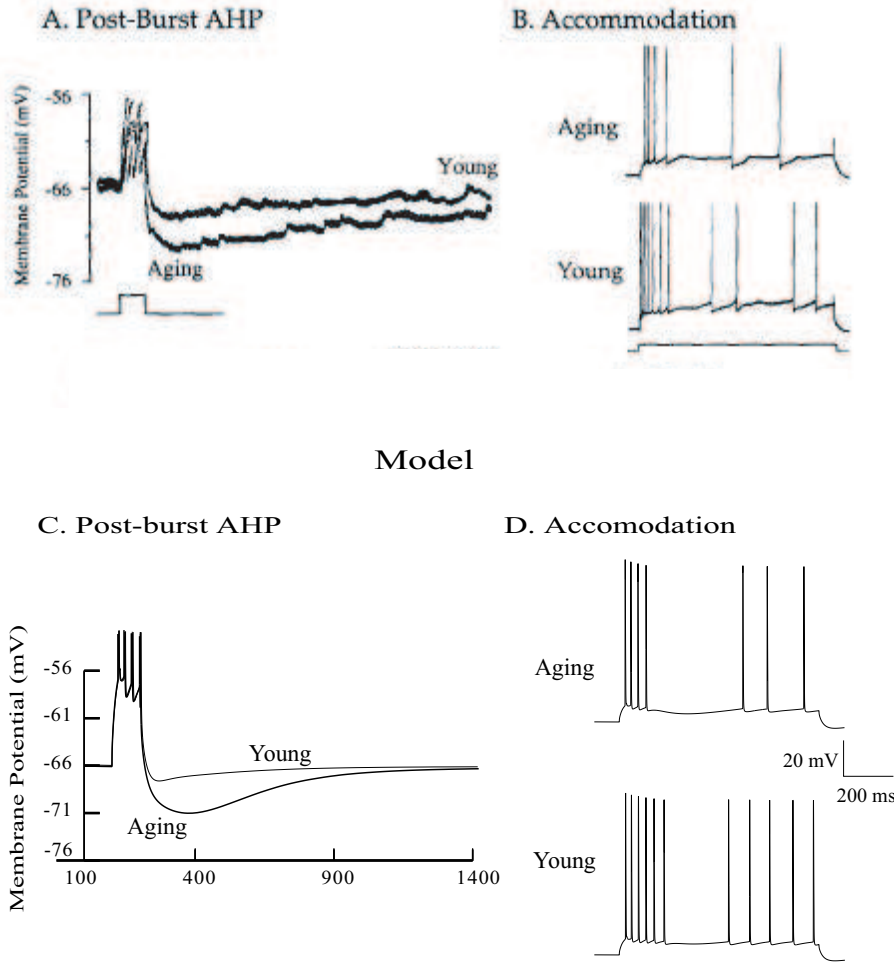 A. Post-Burst AHP
B. Accommodation
Membrane Potential (mV)
-56
-66
-76
Young
Aging
Aging
Young
Model
C. Post-burst AHP
D. Accomodation
Membrane Potential (mV)
-56
-61
-66
-71
-76
Young
Aging
100 400 900 1400
Aging
20 mV
200 ms
Young